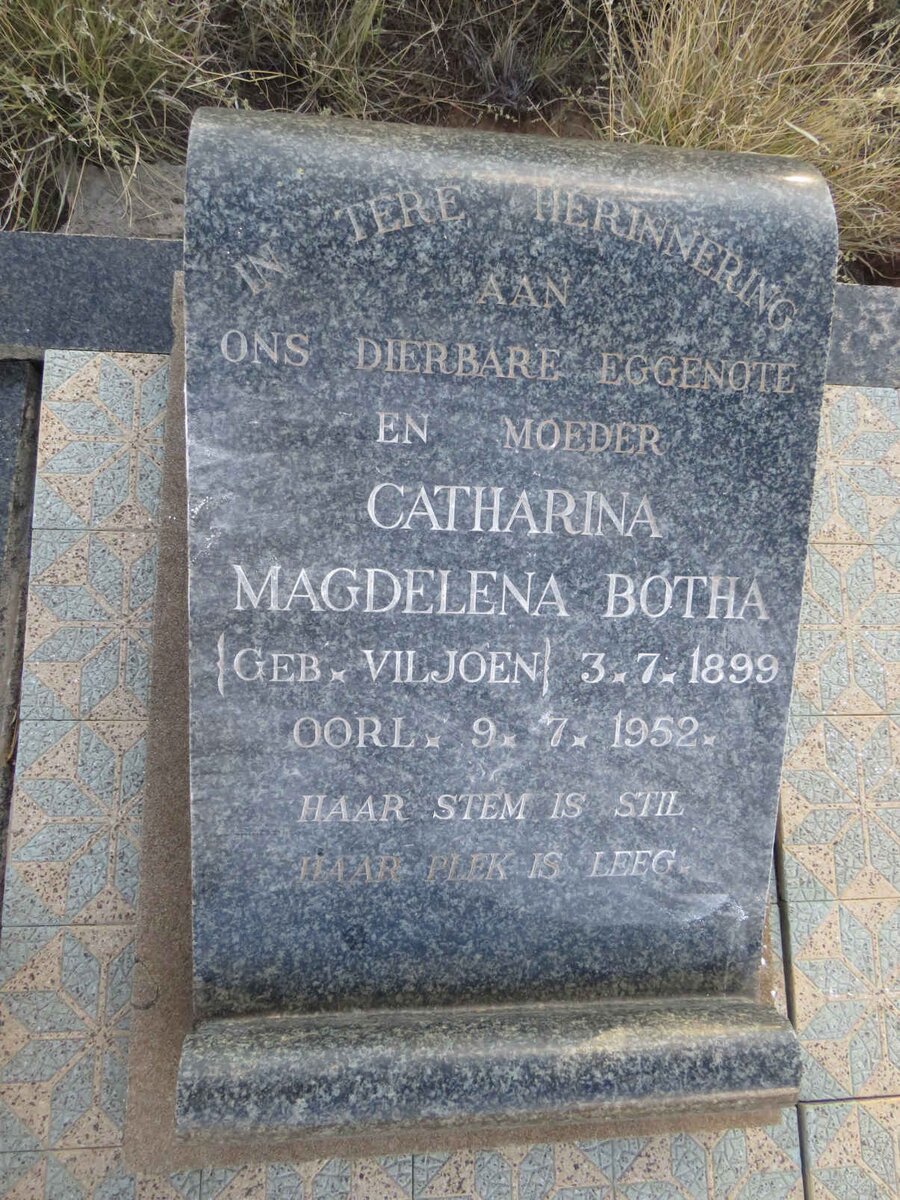 IN TERE HERINNERING
AAN
ONS DIERBARE EGGENOTE
EN MOEDER
CATHARINA
MAGDELENA BOTHA
{GEB. VILJOEN} 3.7.1899
OORL. 9.7.1952.
HAAR STEM IS STIL
HAAR PLEK IS LEEG.